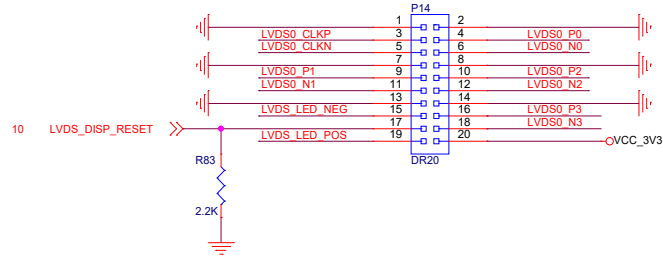 P14
1 2
LVDS0_CLKP 3 4 LVDS0_P0
LVDS0_CLKN 5 6 LVDS0_N0
7 8
LVDS0_P1 9 10 LVDS0_P2
LVDS0_N1 11 12 LVDS0_N2
13 14
LVDS_LED_NEG 15 16 LVDS0_P3
10 LVDS_DISP_RESET 17 18 LVDS0_N3
LVDS_LED_POS 19 20 VCC_3V3
DR20
R83
2.2K